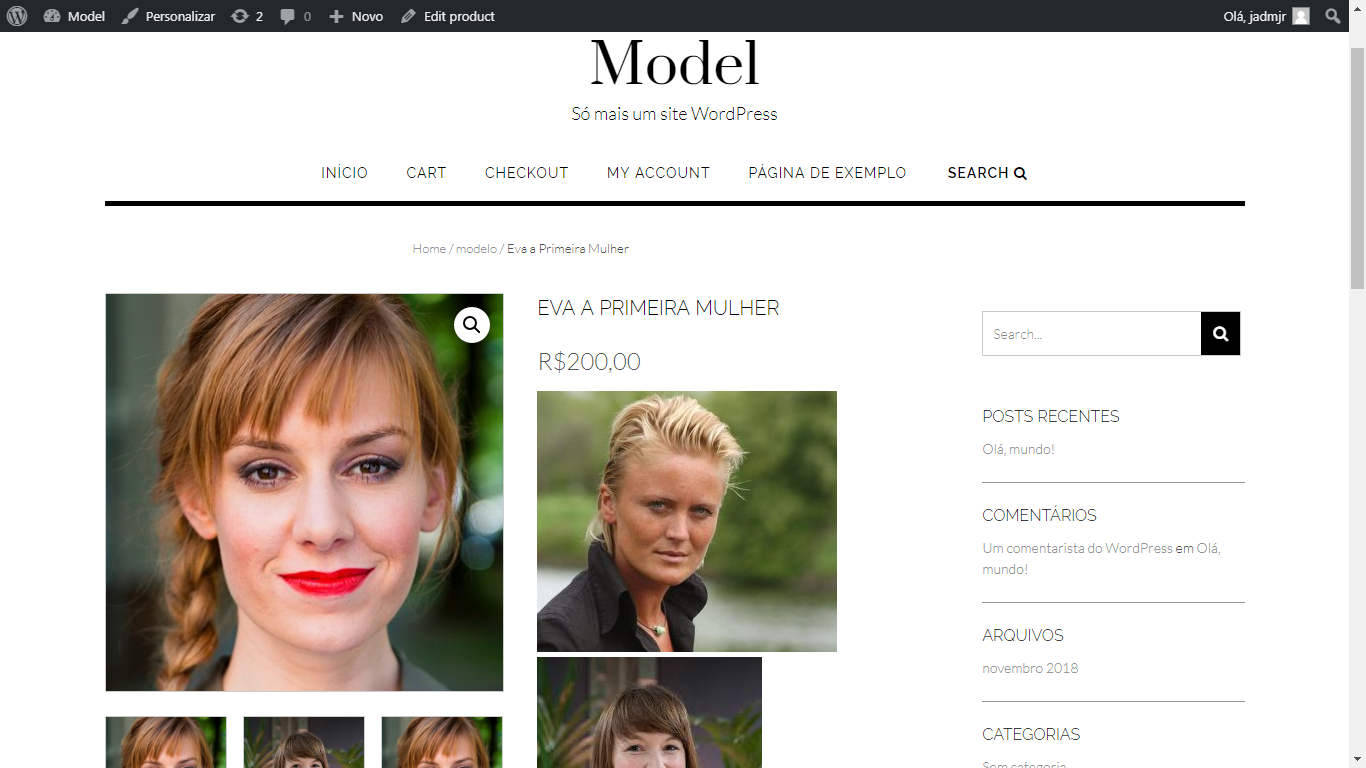 Model
Personalizar
2
0
Novo
Edit product
Olá, jadmjr
Model
Só mais um site WordPress
INÍCIO
CART
CHECKOUT
MY ACCOUNT
PÁGINA DE EXEMPLO
SEARCH
Home / modelo / Eva a Primeira Mulher
EVA A PRIMEIRA MULHER
R$200,00
Search...
POSTS RECENTES
Olá, mundo!
COMENTÁRIOS
Um comentarista do WordPress em Olá,
mundo!
ARQUIVOS
novembro 2018
CATEGORIAS
Sem categoria